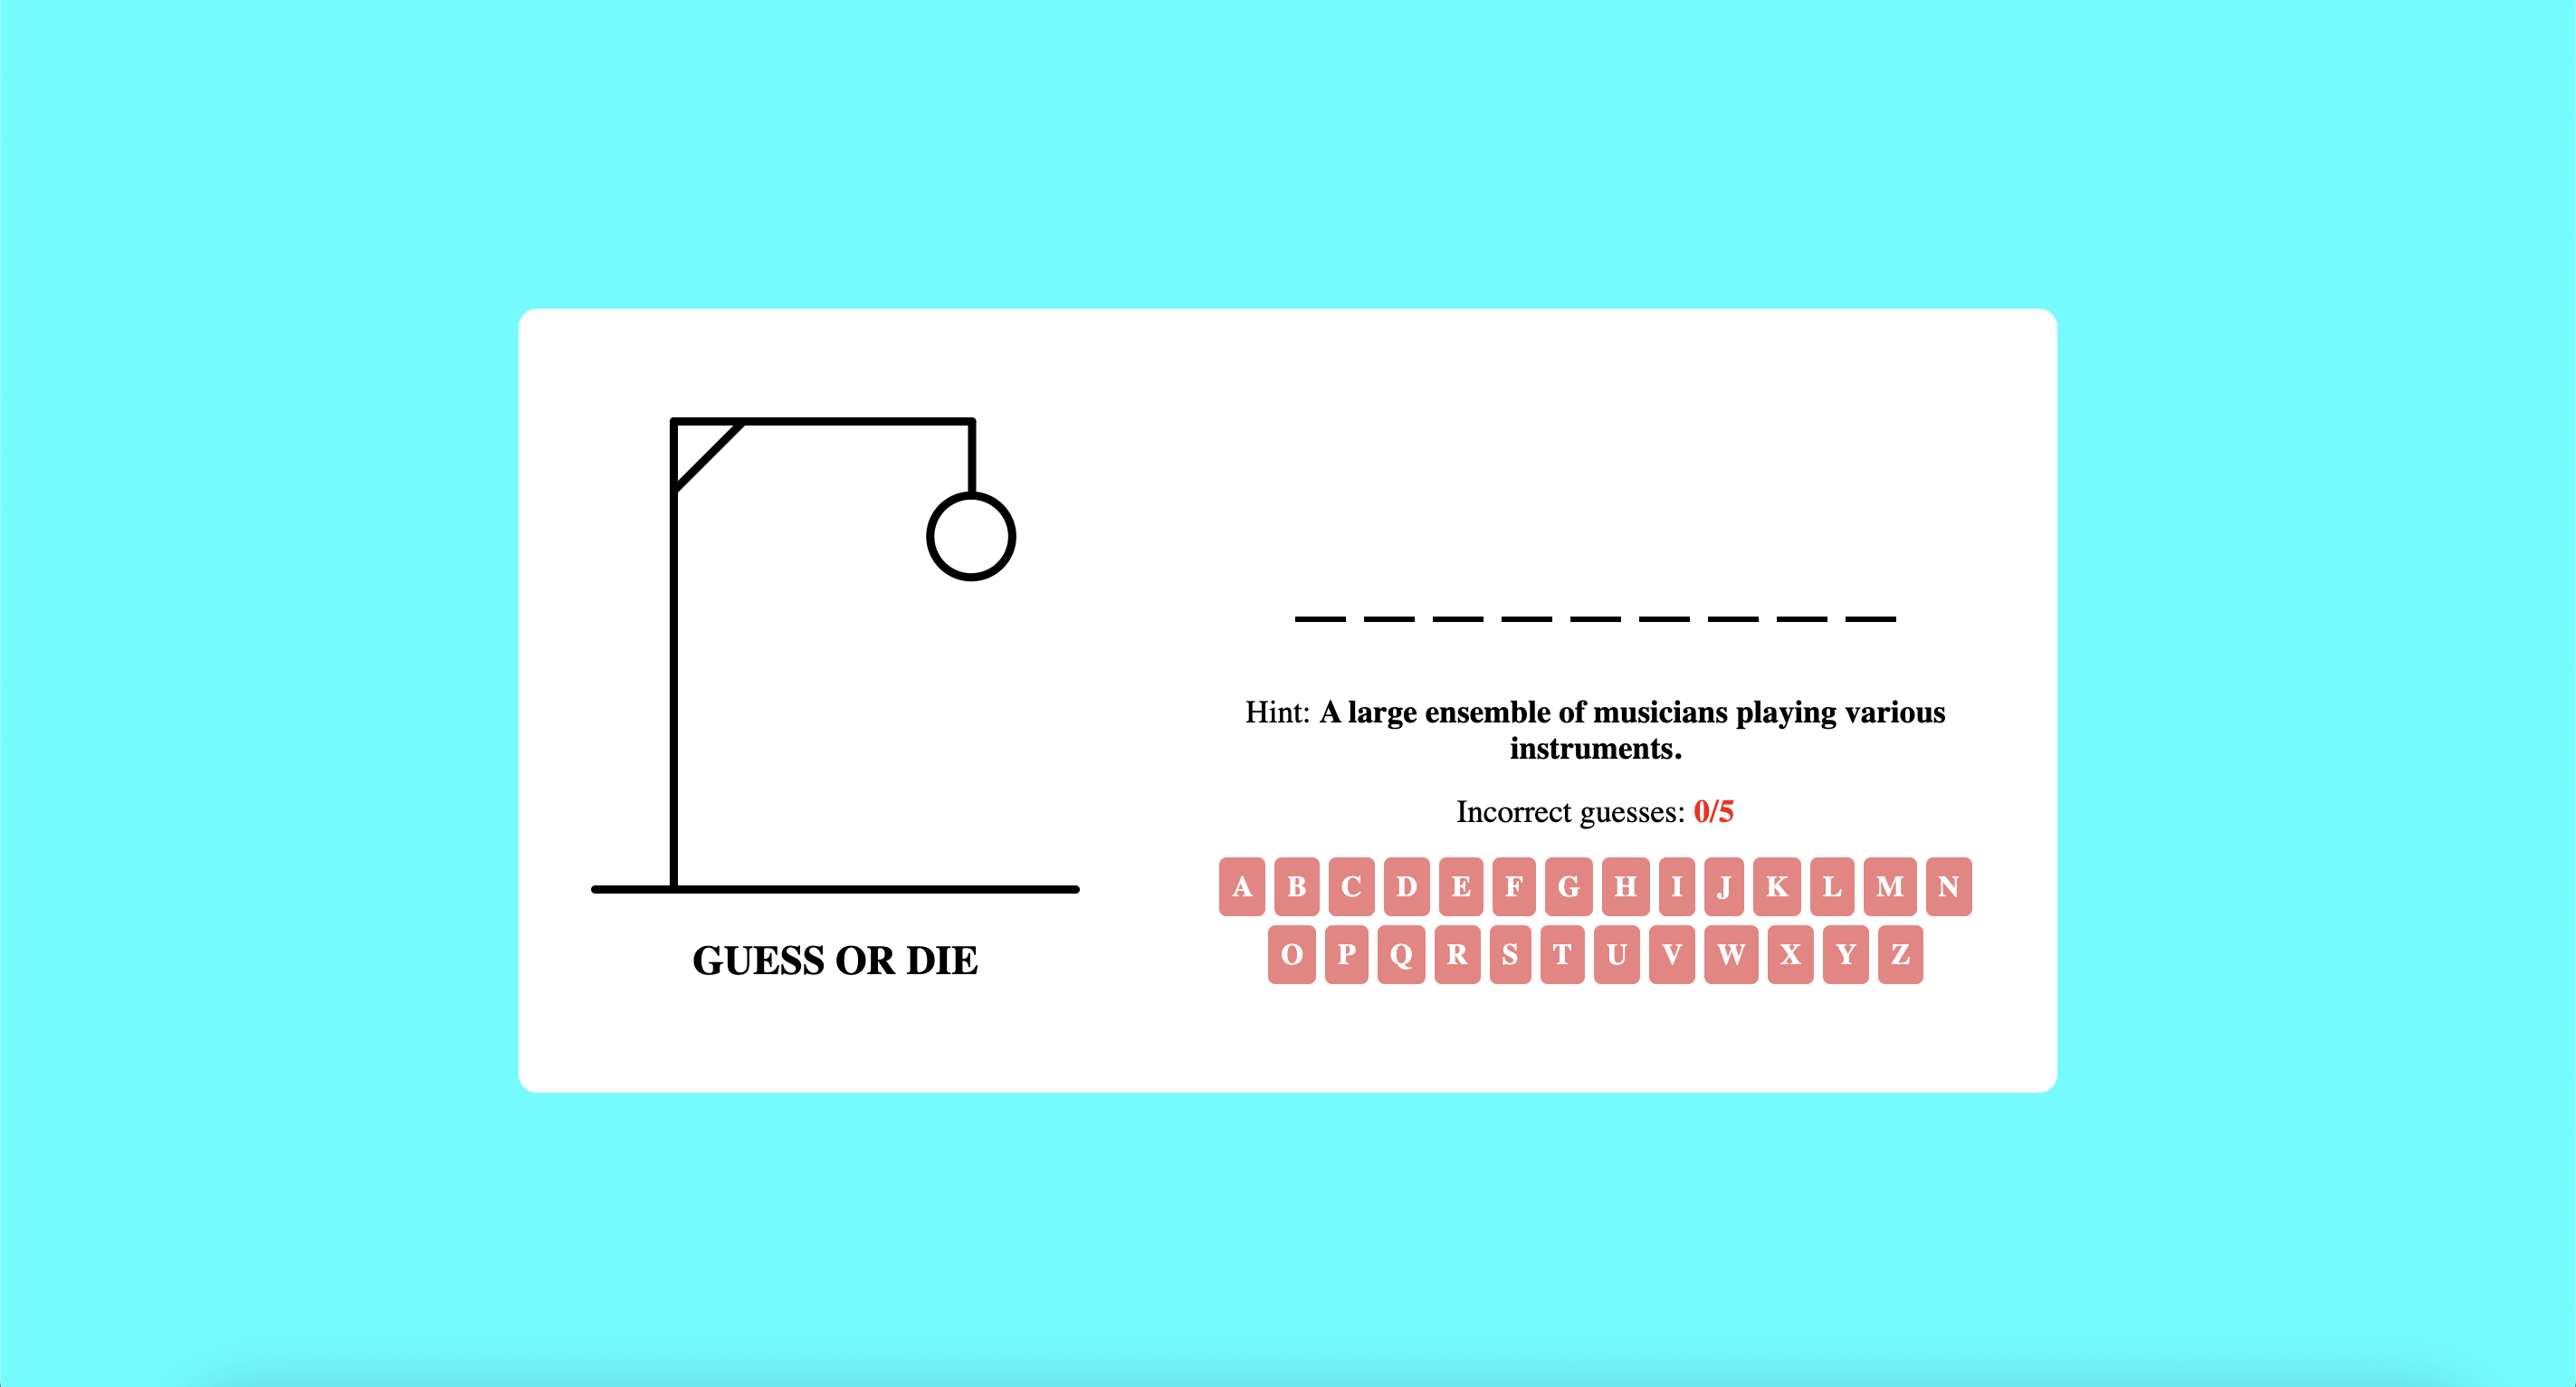 GUESS OR DIE
Hint: A large ensemble of musicians playing various
instruments.
Incorrect guesses: 0/5
A B C D E F G H I J K L M N
O P Q R S T U V W X Y Z